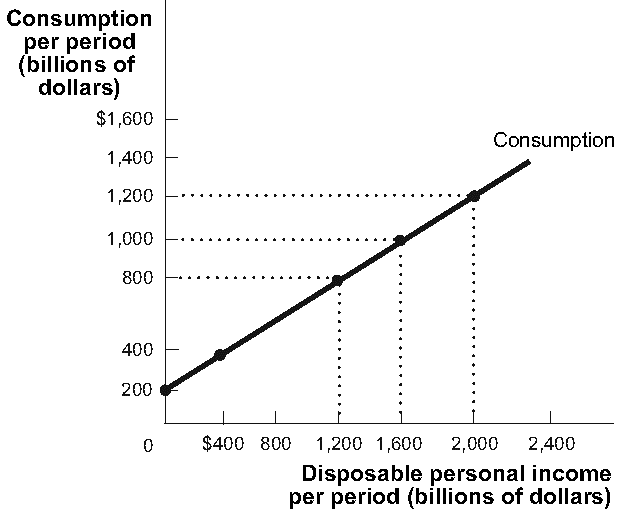 Consumption
per period
(billions of
dollars)
$1,600
1,400
Consumption
1,200
1,000
800
400
200
0
$400 800 1,200 1,600 2,000 2,400
Disposable personal income
per period (billions of dollars)